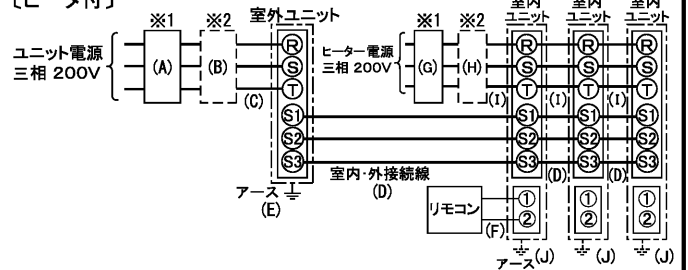 〔ヒータ付〕
※1
※2
室外ユニット
ユニット電源
三相 200V
(A)
(B)
(C)
R
S
T
S1
S2
S3
アース
(E)
室内・外接続線
(D)
※1
※2
ヒーター電源
三相 200V
(G)
(H)
室内
ユニット
室内
ユニット
室内
ユニット
R
S
T
S1
S2
S3
R
S
T
S1
S2
S3
R
S
T
S1
S2
S3
(I)
(I)
(I)
(D)
(D)
リモコン
(F)
①
②
①
②
①
②
アース
(J)
(J)
(J)